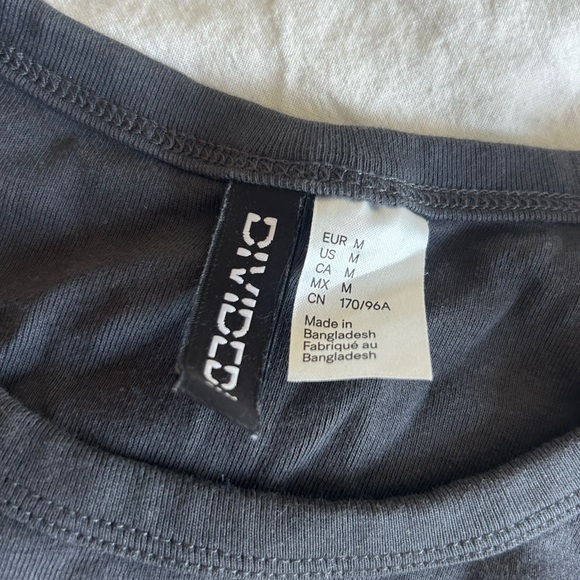 DIVIDED
EUR M
US M
CA M
MX M
CN 170/96A
Made in
Bangladesh
Fabriqué au
Bangladesh